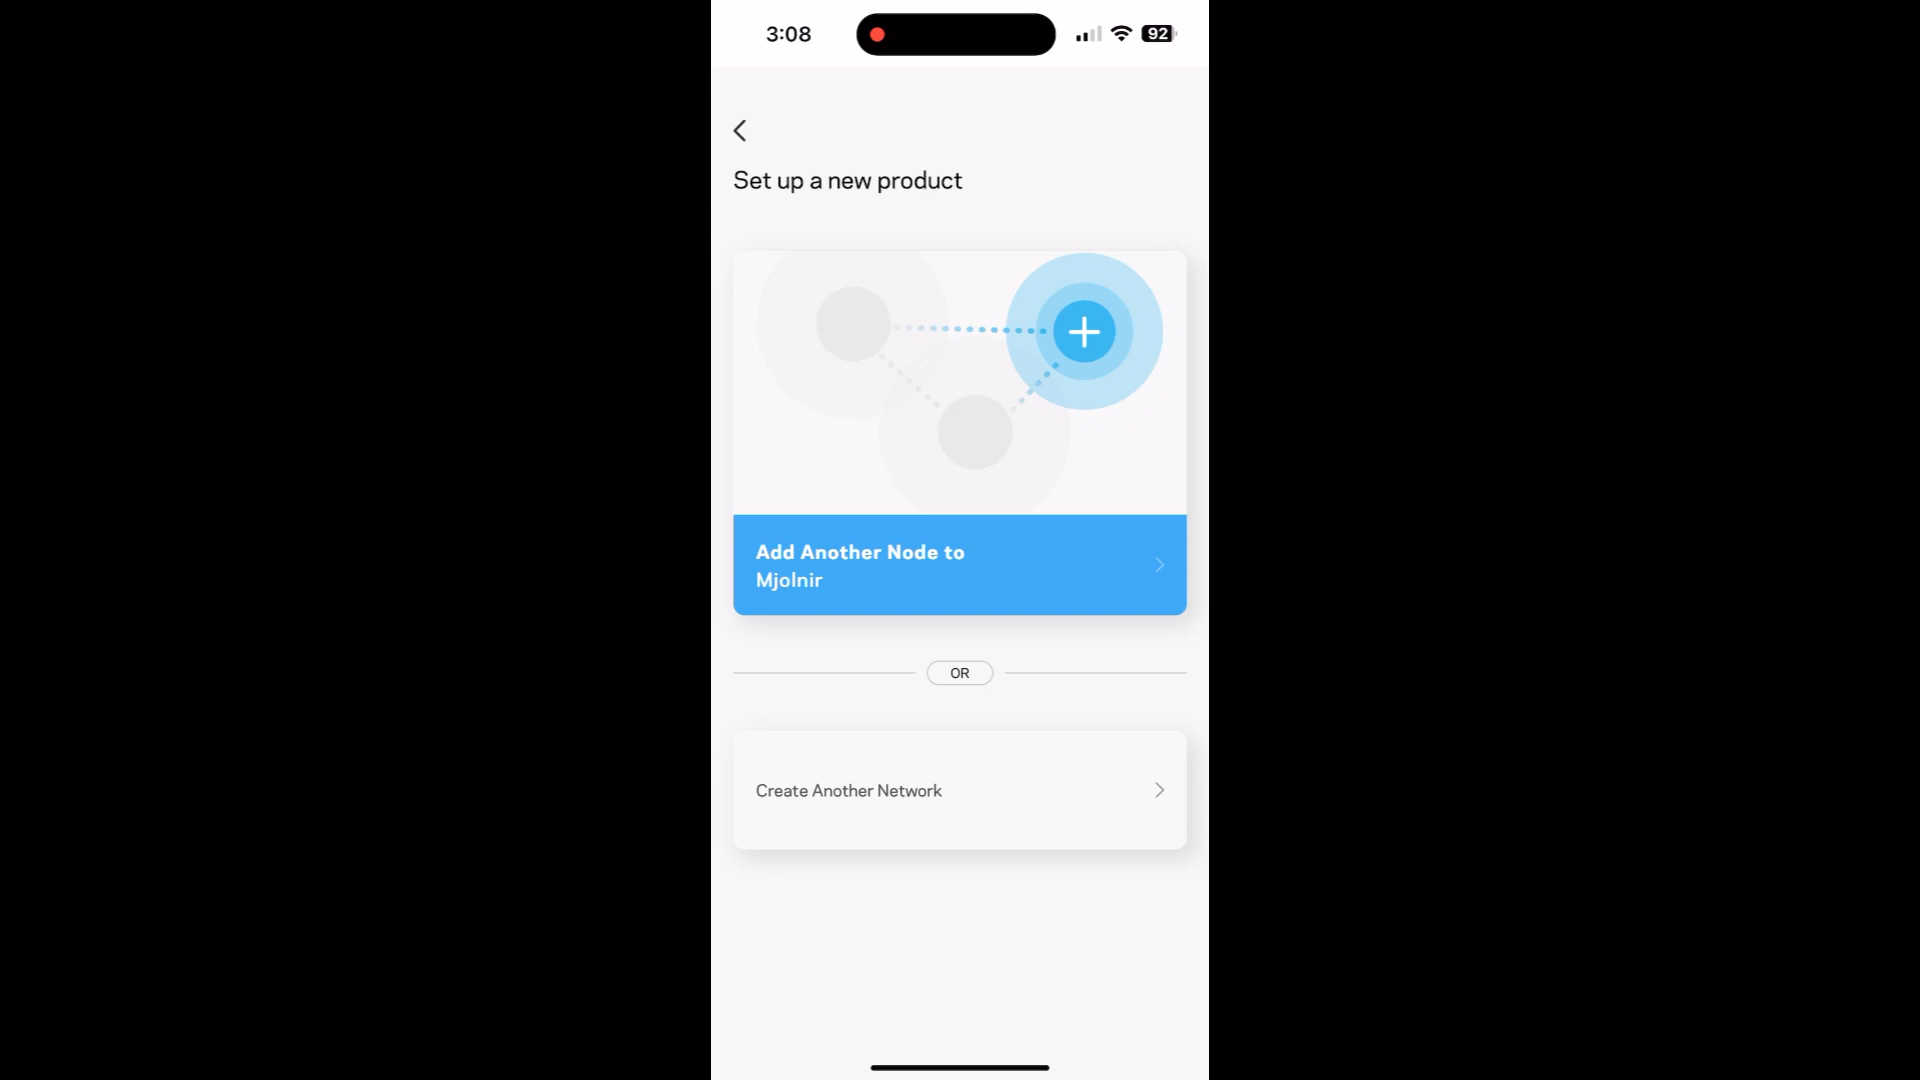 3:08
92
Set up a new product
Add Another Node to
Mjolnir
OR
Create Another Network